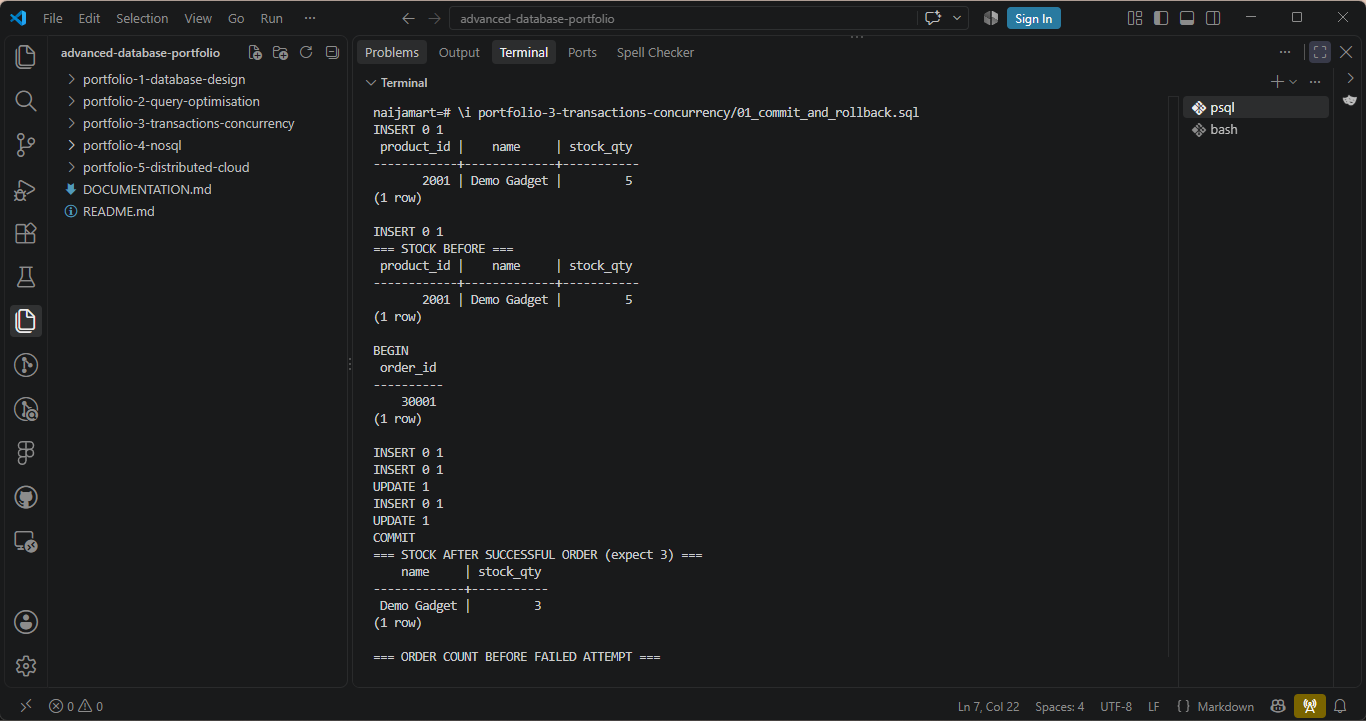 File Edit Selection View Go Run ··· advanced-database-portfolio Sign In
advanced-database-portfolio
portfolio-1-database-design
portfolio-2-query-optimisation
portfolio-3-transactions-concurrency
portfolio-4-nosql
portfolio-5-distributed-cloud
DOCUMENTATION.md
README.md
Problems Output Terminal Ports Spell Checker
Terminal
naijamart=# \i portfolio-3-transactions-concurrency/01_commit_and_rollback.sql
INSERT 0 1
 product_id |    name     | stock_qty
------------+-------------+-----------
       2001 | Demo Gadget |         5
(1 row)
INSERT 0 1
=== STOCK BEFORE ===
 product_id |    name     | stock_qty
------------+-------------+-----------
       2001 | Demo Gadget |         5
(1 row)
BEGIN
 order_id
----------
    30001
(1 row)
INSERT 0 1
INSERT 0 1
UPDATE 1
INSERT 0 1
UPDATE 1
COMMIT
=== STOCK AFTER SUCCESSFUL ORDER (expect 3) ===
    name     | stock_qty
-------------+-----------
 Demo Gadget |         3
(1 row)
=== ORDER COUNT BEFORE FAILED ATTEMPT ===
psql
bash
0 0 Ln 7, Col 22 Spaces: 4 UTF-8 LF { } Markdown